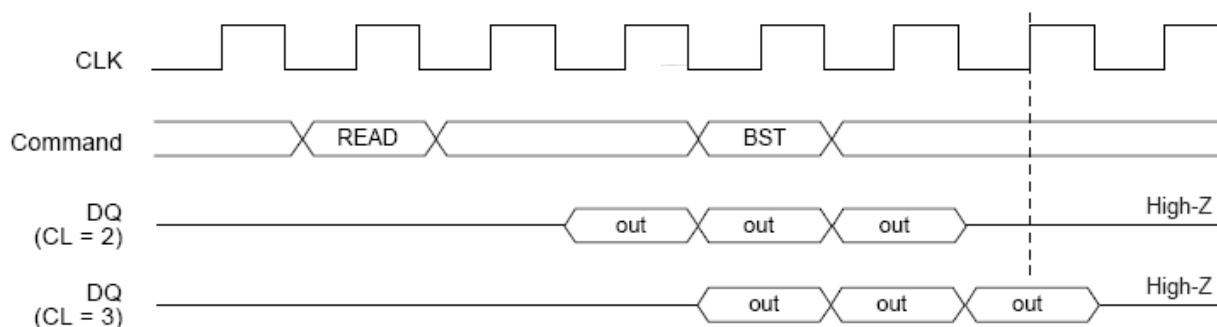 CLK
Command READ BST
DQ
(CL = 2) out out out High-Z
DQ
(CL = 3) out out out High-Z